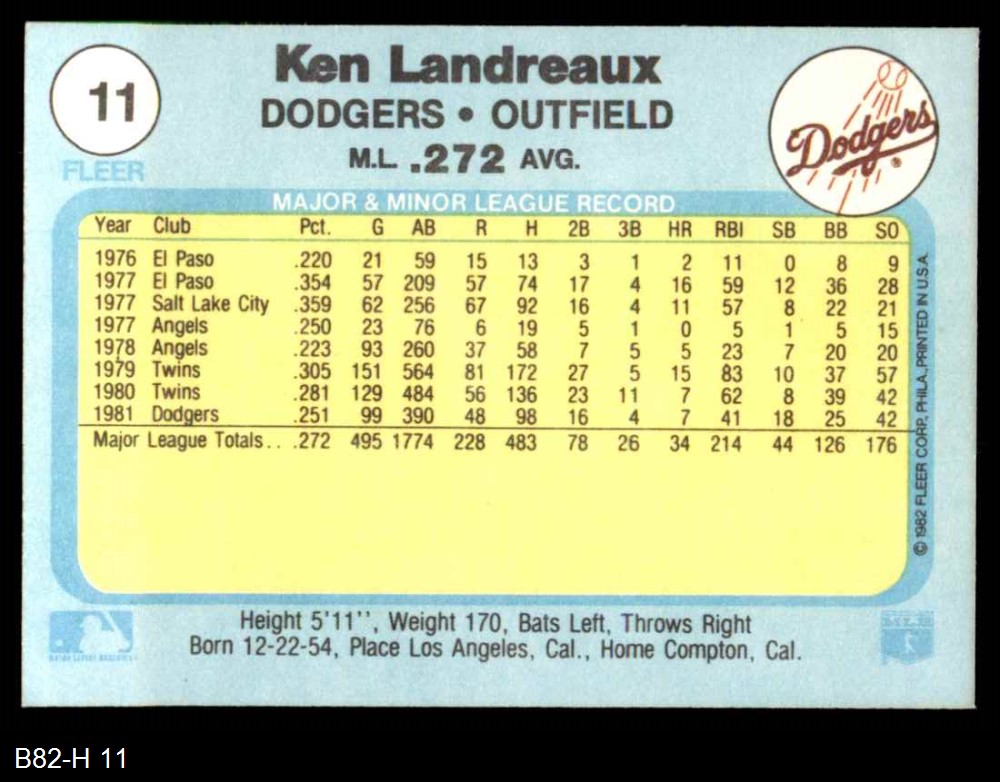 11
FLEER
Ken Landreaux
DODGERS • OUTFIELD
M.L. .272 AVG.
Dodgers
MAJOR & MINOR LEAGUE RECORD
Year Club Pct. G AB R H 2B 3B HR RBI SB BB SO
1976 El Paso .220 21 59 15 13 3 1 2 11 0 8 9
1977 El Paso .354 57 209 57 74 17 4 16 59 12 36 28
1977 Salt Lake City .359 62 256 67 92 16 4 11 57 8 22 21
1977 Angels .250 23 76 6 19 5 1 0 5 1 5 15
1978 Angels .223 93 260 37 58 7 5 5 23 7 20 20
1979 Twins .305 151 564 81 172 27 5 15 83 10 37 57
1980 Twins .281 129 484 56 136 23 11 7 62 8 39 42
1981 Dodgers .251 99 390 48 98 16 4 7 41 18 25 42
Major League Totals. . .272 495 1774 228 483 78 26 34 214 44 126 176
© 1982 FLEER CORP., PHILA., PRINTED IN U.S.A.
Height 5'11'', Weight 170, Bats Left, Throws Right
Born 12-22-54, Place Los Angeles, Cal., Home Compton, Cal.
B82-H 11